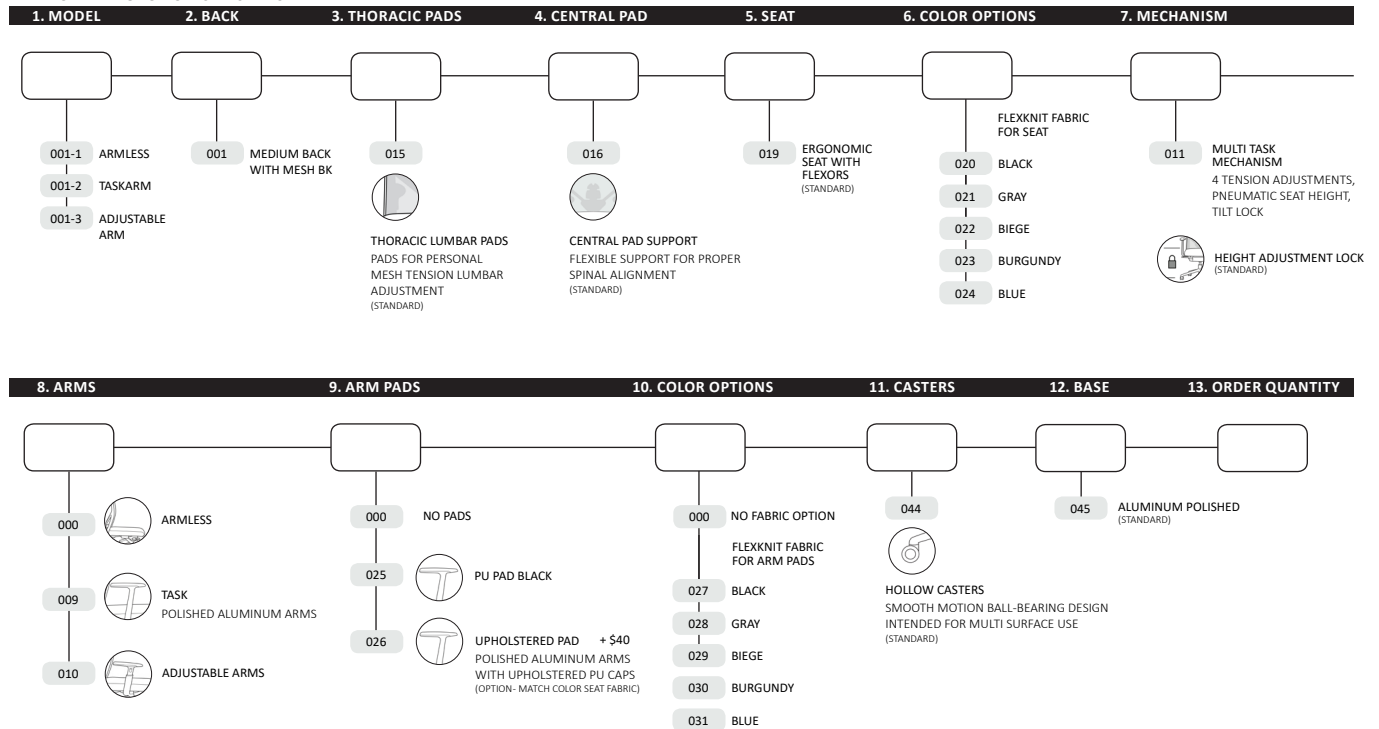 1. MODEL 2. BACK 3. THORACIC PADS 4. CENTRAL PAD 5. SEAT 6. COLOR OPTIONS 7. MECHANISM
001-1 ARMLESS
001-2 TASKARM
001-3 ADJUSTABLE
ARM
001 MEDIUM BACK
WITH MESH BK
015
THORACIC LUMBAR PADS
PADS FOR PERSONAL
MESH TENSION LUMBAR
ADJUSTMENT
(STANDARD)
016
CENTRAL PAD SUPPORT
FLEXIBLE SUPPORT FOR PROPER
SPINAL ALIGNMENT
(STANDARD)
019 ERGONOMIC
SEAT WITH
FLEXORS
(STANDARD)
FLEXKNIT FABRIC
FOR SEAT
020 BLACK
021 GRAY
022 BIEGE
023 BURGUNDY
024 BLUE
011 MULTI TASK
MECHANISM
4 TENSION ADJUSTMENTS,
PNEUMATIC SEAT HEIGHT,
TILT LOCK
HEIGHT ADJUSTMENT LOCK
(STANDARD)
8. ARMS 9. ARM PADS 10. COLOR OPTIONS 11. CASTERS 12. BASE 13. ORDER QUANTITY
000 ARMLESS
009 TASK
POLISHED ALUMINUM ARMS
010 ADJUSTABLE ARMS
000 NO PADS
025 PU PAD BLACK
026 UPHOLSTERED PAD + $40
POLISHED ALUMINUM ARMS
WITH UPHOLSTERED PU CAPS
(OPTION- MATCH COLOR SEAT FABRIC)
000 NO FABRIC OPTION
FLEXKNIT FABRIC
FOR ARM PADS
027 BLACK
028 GRAY
029 BIEGE
030 BURGUNDY
031 BLUE
044
HOLLOW CASTERS
SMOOTH MOTION BALL-BEARING DESIGN
INTENDED FOR MULTI SURFACE USE
(STANDARD)
045 ALUMINUM POLISHED
(STANDARD)